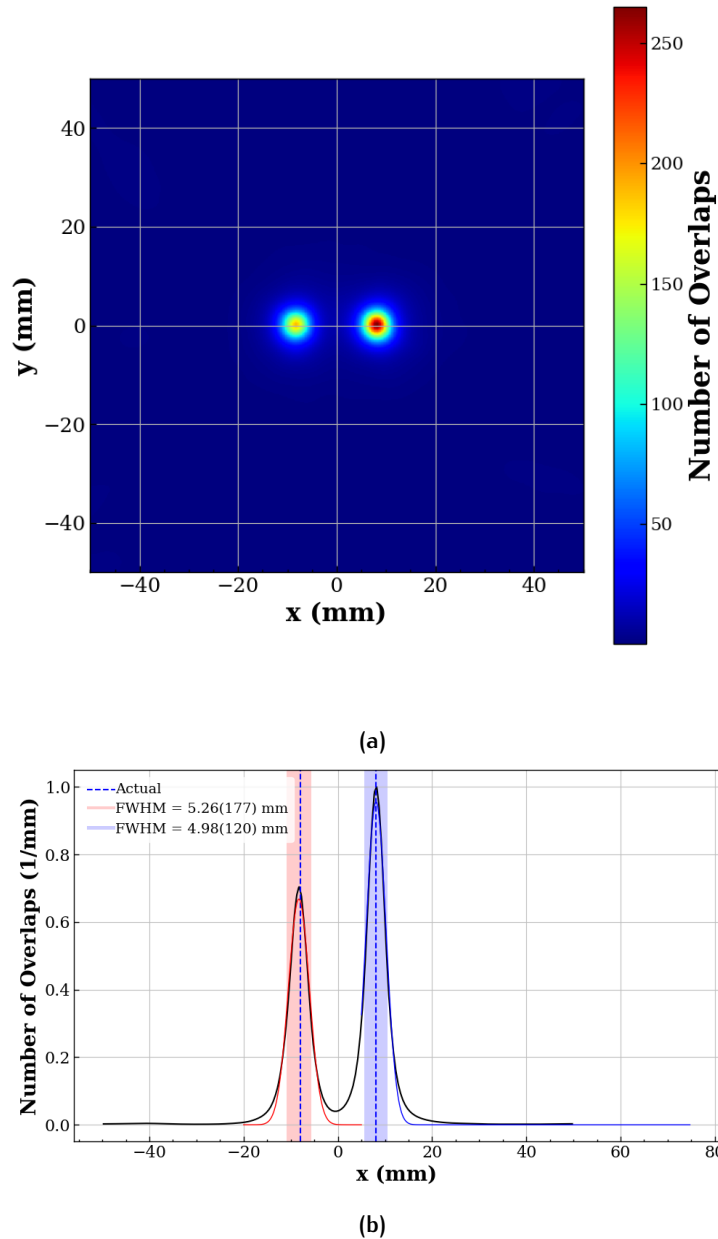 250
200
150
100
50
Number of Overlaps
40
20
0
−20
−40
y (mm)
−40 −20 0 20 40
x (mm)
(a)
1.0
0.8
0.6
0.4
0.2
0.0
Number of Overlaps (1/mm)
Actual
FWHM = 5.26(177) mm
FWHM = 4.98(120) mm
−40 −20 0 20 40 60 80
x (mm)
(b)